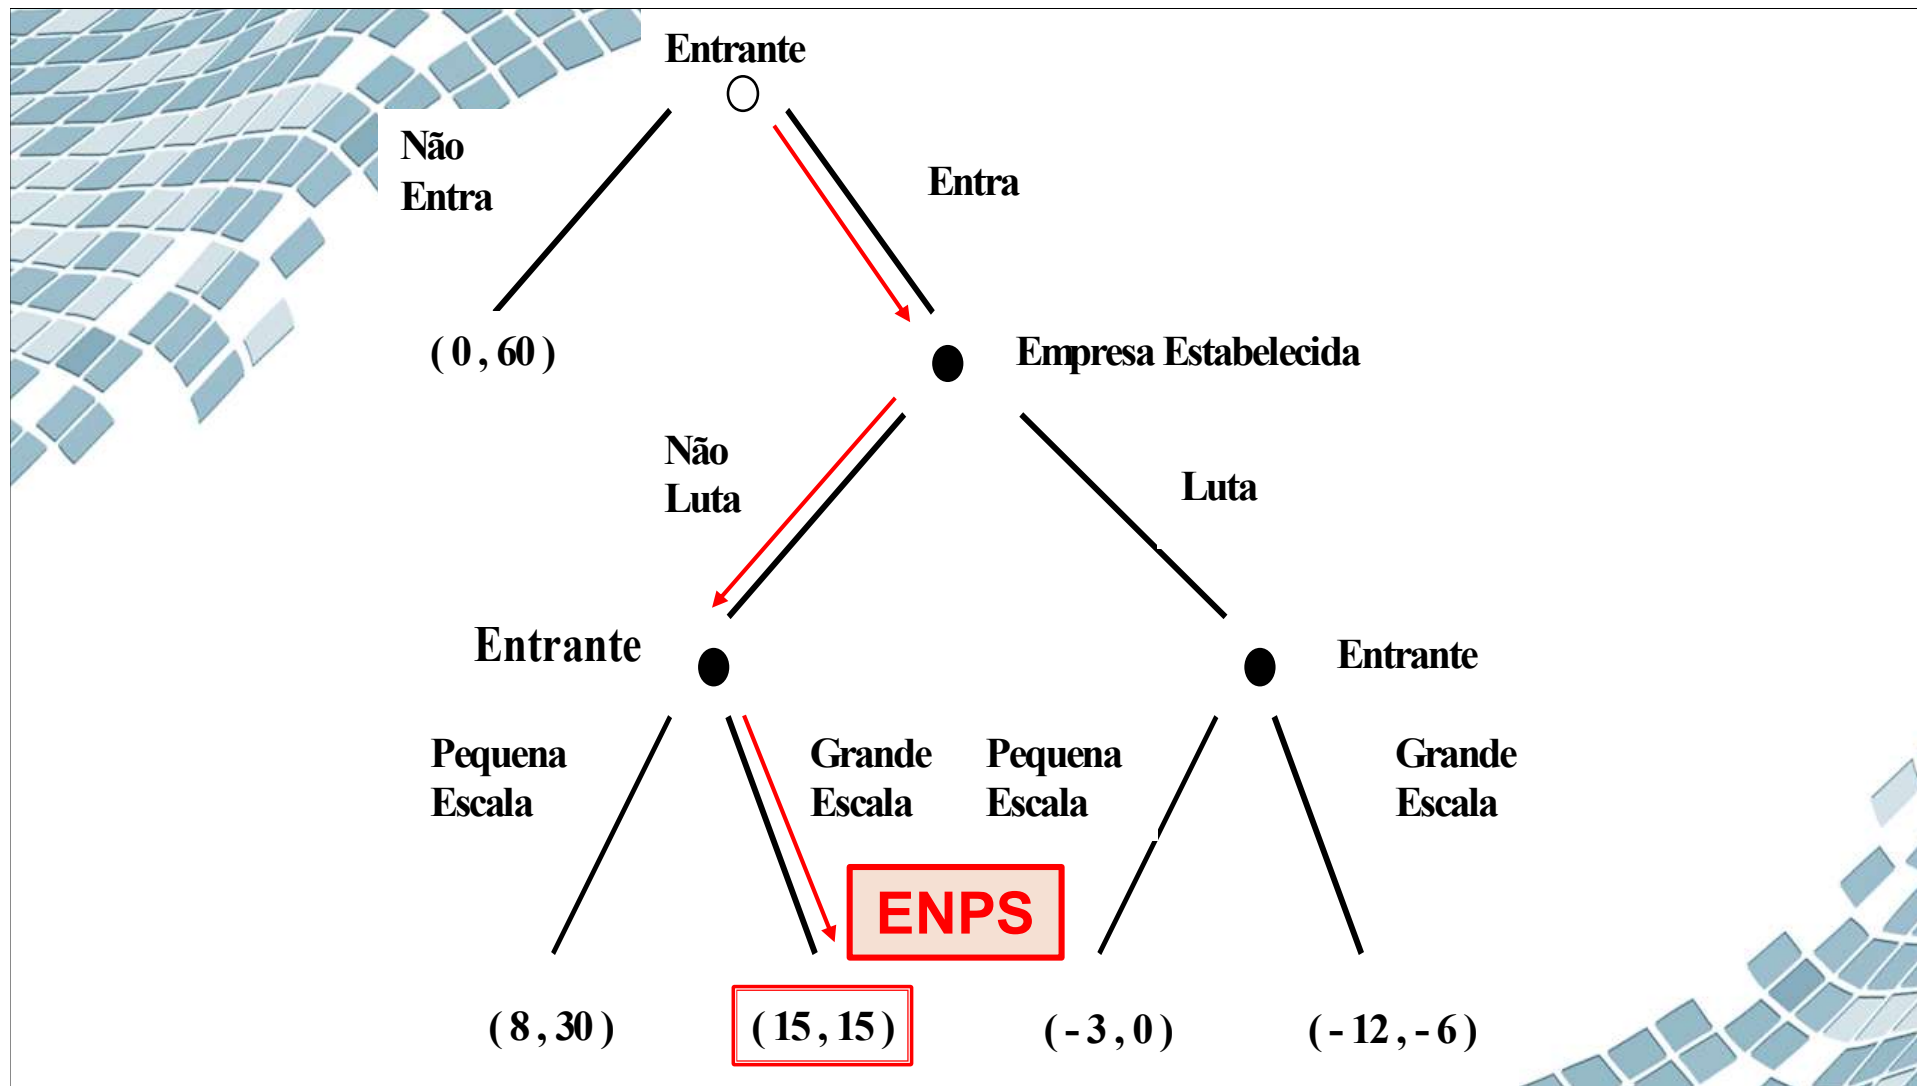 Entrante
Não
Entra
Entra
( 0 , 60 )
Empresa Estabelecida
Não
Luta
Luta
Entrante
Entrante
Pequena
Escala
Grande
Escala
Pequena
Escala
Grande
Escala
ENPS
( 8 , 30 )
( 15 , 15 )
( - 3 , 0 )
( - 12 , - 6 )